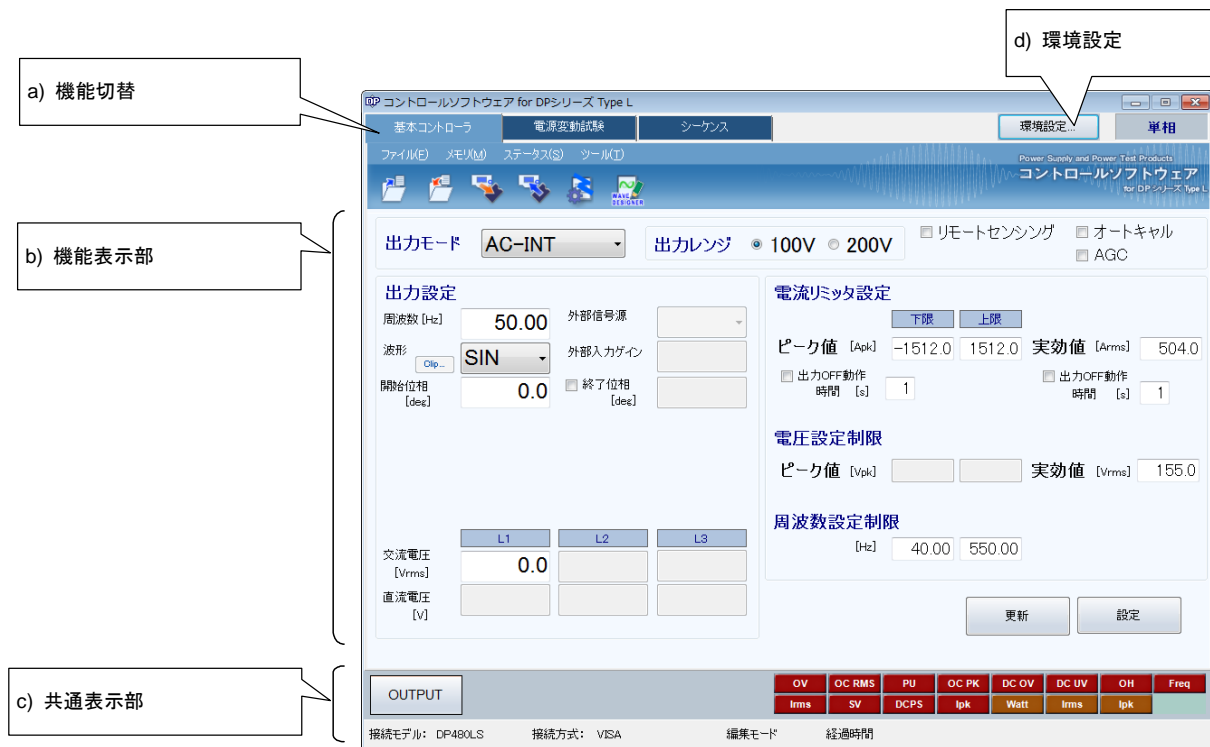 d) 環境設定
a) 機能切替
DP コントロールソフトウェア for DPシリーズ Type L
基本コントローラ 電源変動試験 シーケンス 環境設定... 単相
ファイル(F) メモリ(M) ステータス(S) ツール(T)
Power Supply and Power Test Products
コントロールソフトウェア
for DPシリーズ Type L
WAVE
DESIGNER
b) 機能表示部
出力モード AC-INT 出力レンジ 100V 200V リモートセンシング オートキャル
AGC
出力設定
周波数 [Hz] 50.00 外部信号源
波形 Clip... SIN 外部入力ゲイン
開始位相 0.0 終了位相
[deg] [deg]
L1 L2 L3
交流電圧 0.0
[Vrms]
直流電圧
[V]
電流リミッタ設定
下限 上限
ピーク値 [Apk] -1512.0 1512.0 実効値 [Arms] 504.0
出力OFF動作 出力OFF動作
時間 [s] 1 時間 [s] 1
電圧設定制限
ピーク値 [Vpk] 実効値 [Vrms] 155.0
周波数設定制限
[Hz] 40.00 550.00
更新 設定
c) 共通表示部
OUTPUT
OV OC RMS PU OC PK DC OV DC UV OH Freq
Irms SV DCPS Ipk Watt Irms Ipk
接続モデル: DP480LS 接続方式: VISA 編集モード 経過時間